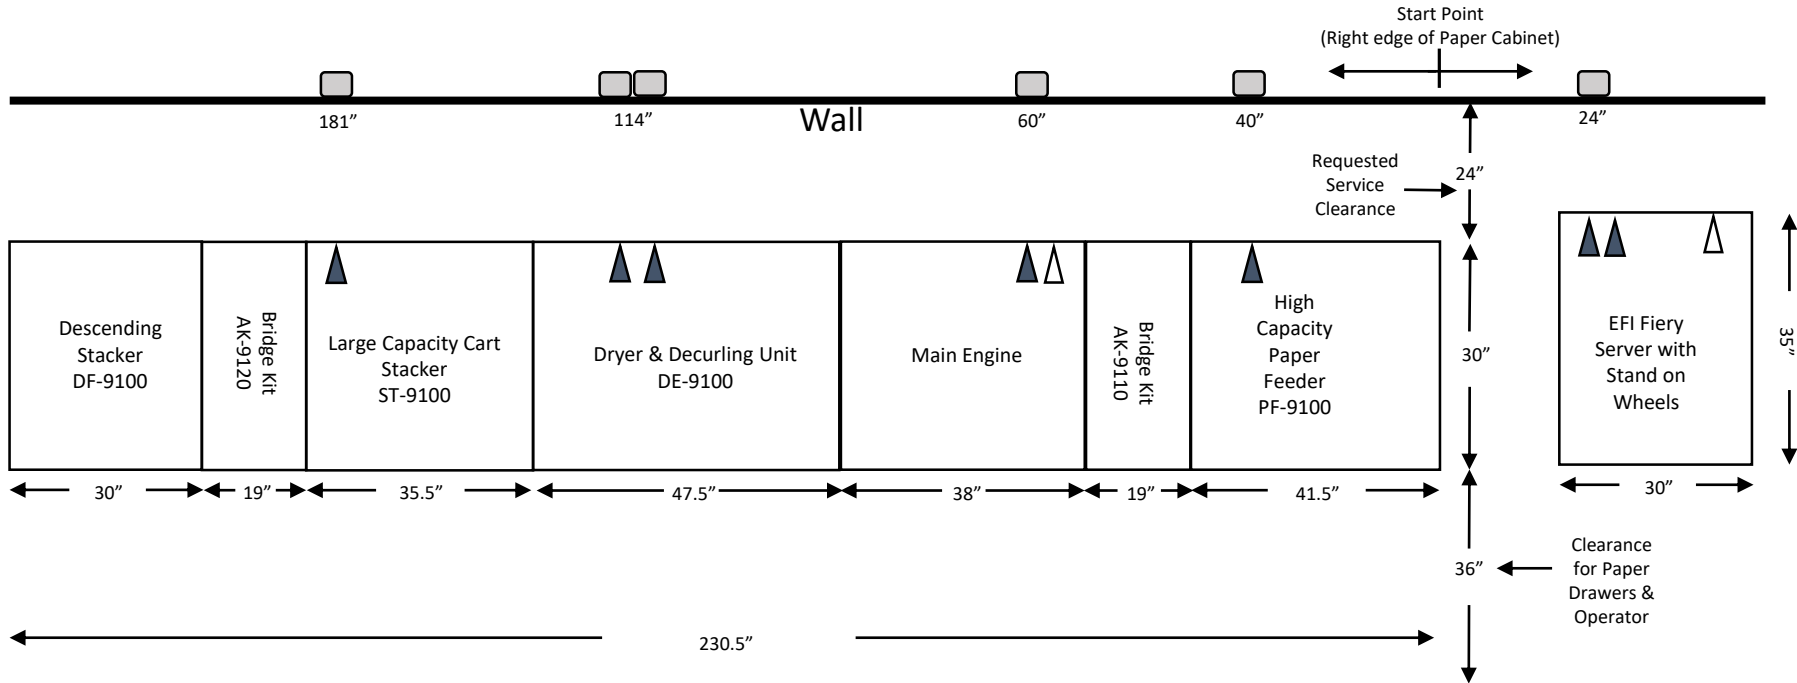 Start Point
(Right edge of Paper Cabinet)
181”
114”
Wall
60”
40”
24”
Requested
Service
Clearance
24”
Descending
Stacker
DF-9100
Bridge Kit
AK-9120
Large Capacity Cart
Stacker
ST-9100
Dryer & Decurling Unit
DE-9100
Main Engine
Bridge Kit
AK-9110
High
Capacity
Paper
Feeder
PF-9100
30”
EFI Fiery
Server with
Stand on
Wheels
35”
30”
19”
35.5”
47.5”
38”
19”
41.5”
30”
36”
Clearance
for Paper
Drawers &
Operator
230.5”